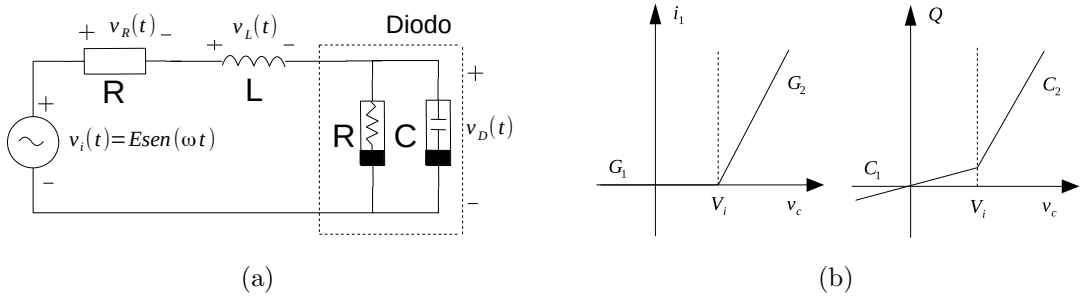 Diodo
+ v_R(t) −
+ v_L(t) −
R
L
+
v_i(t)=Esen(ωt)
−
R
C
+
v_D(t)
−
(a)
i_1
G_2
G_1
V_i
v_c
Q
C_2
C_1
V_i
v_c
(b)